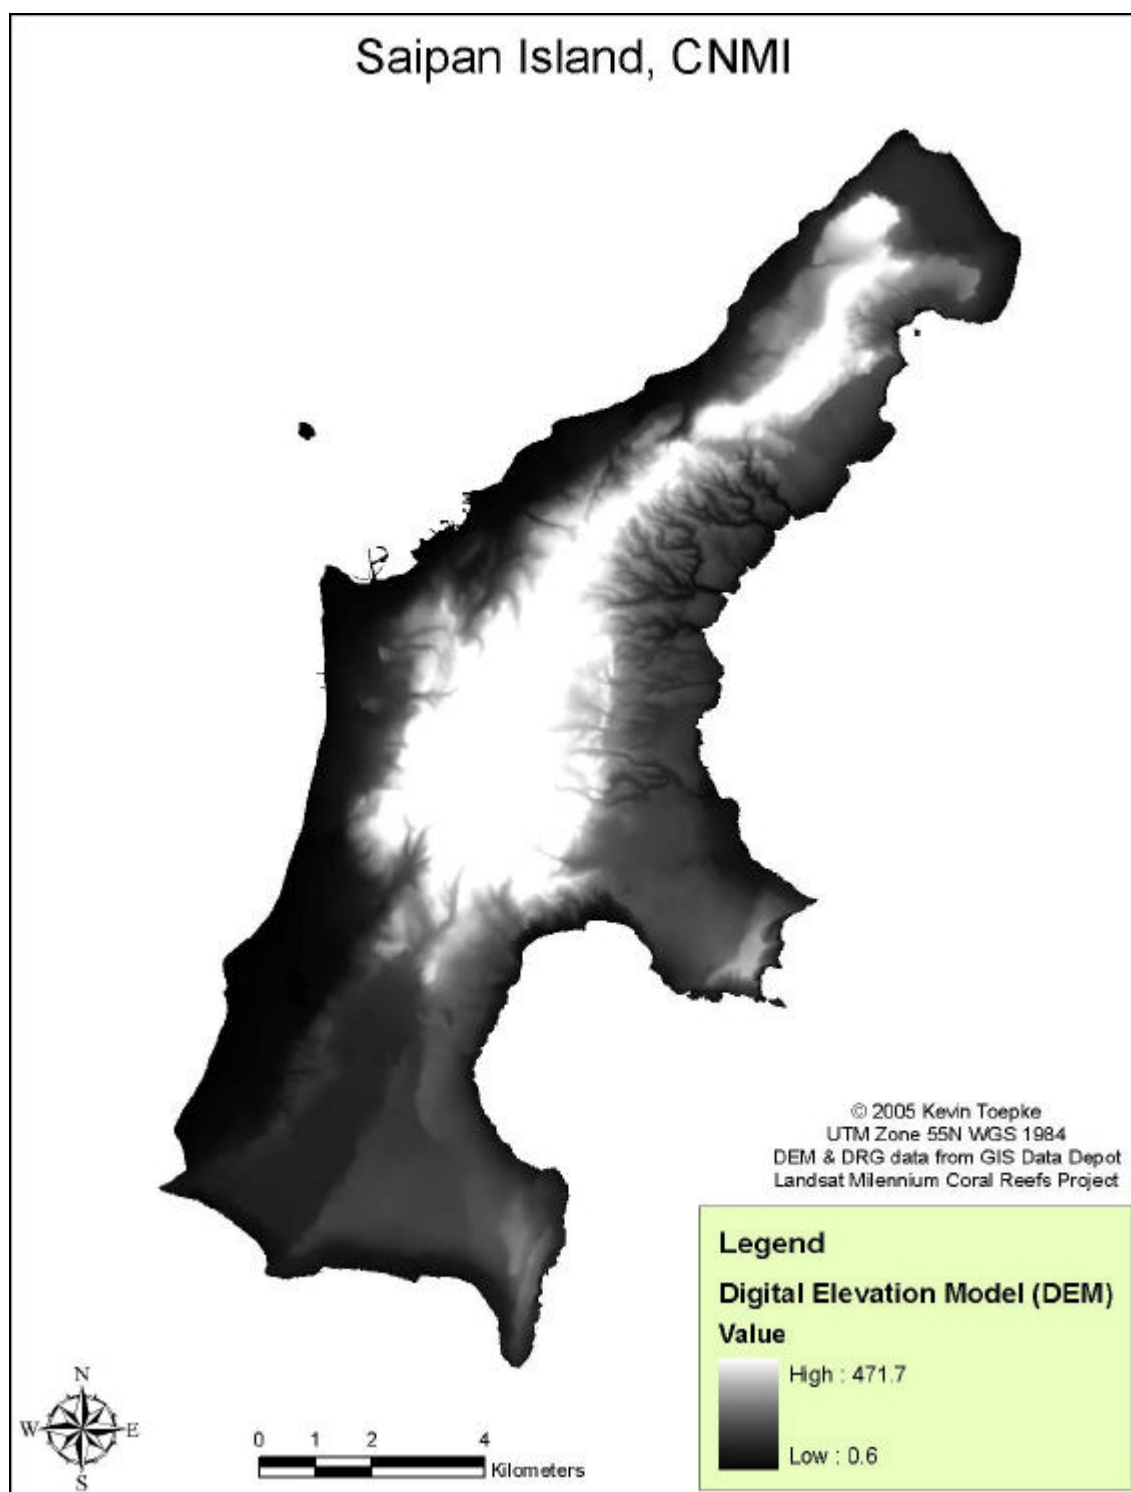 Saipan Island, CNMI
© 2005 Kevin Toepke
UTM Zone 55N WGS 1984
DEM & DRG data from GIS Data Depot
Landsat Milennium Coral Reefs Project
Legend
Digital Elevation Model (DEM)
Value
High : 471.7
Low : 0.6
N
W E
S
0 1 2 4
Kilometers